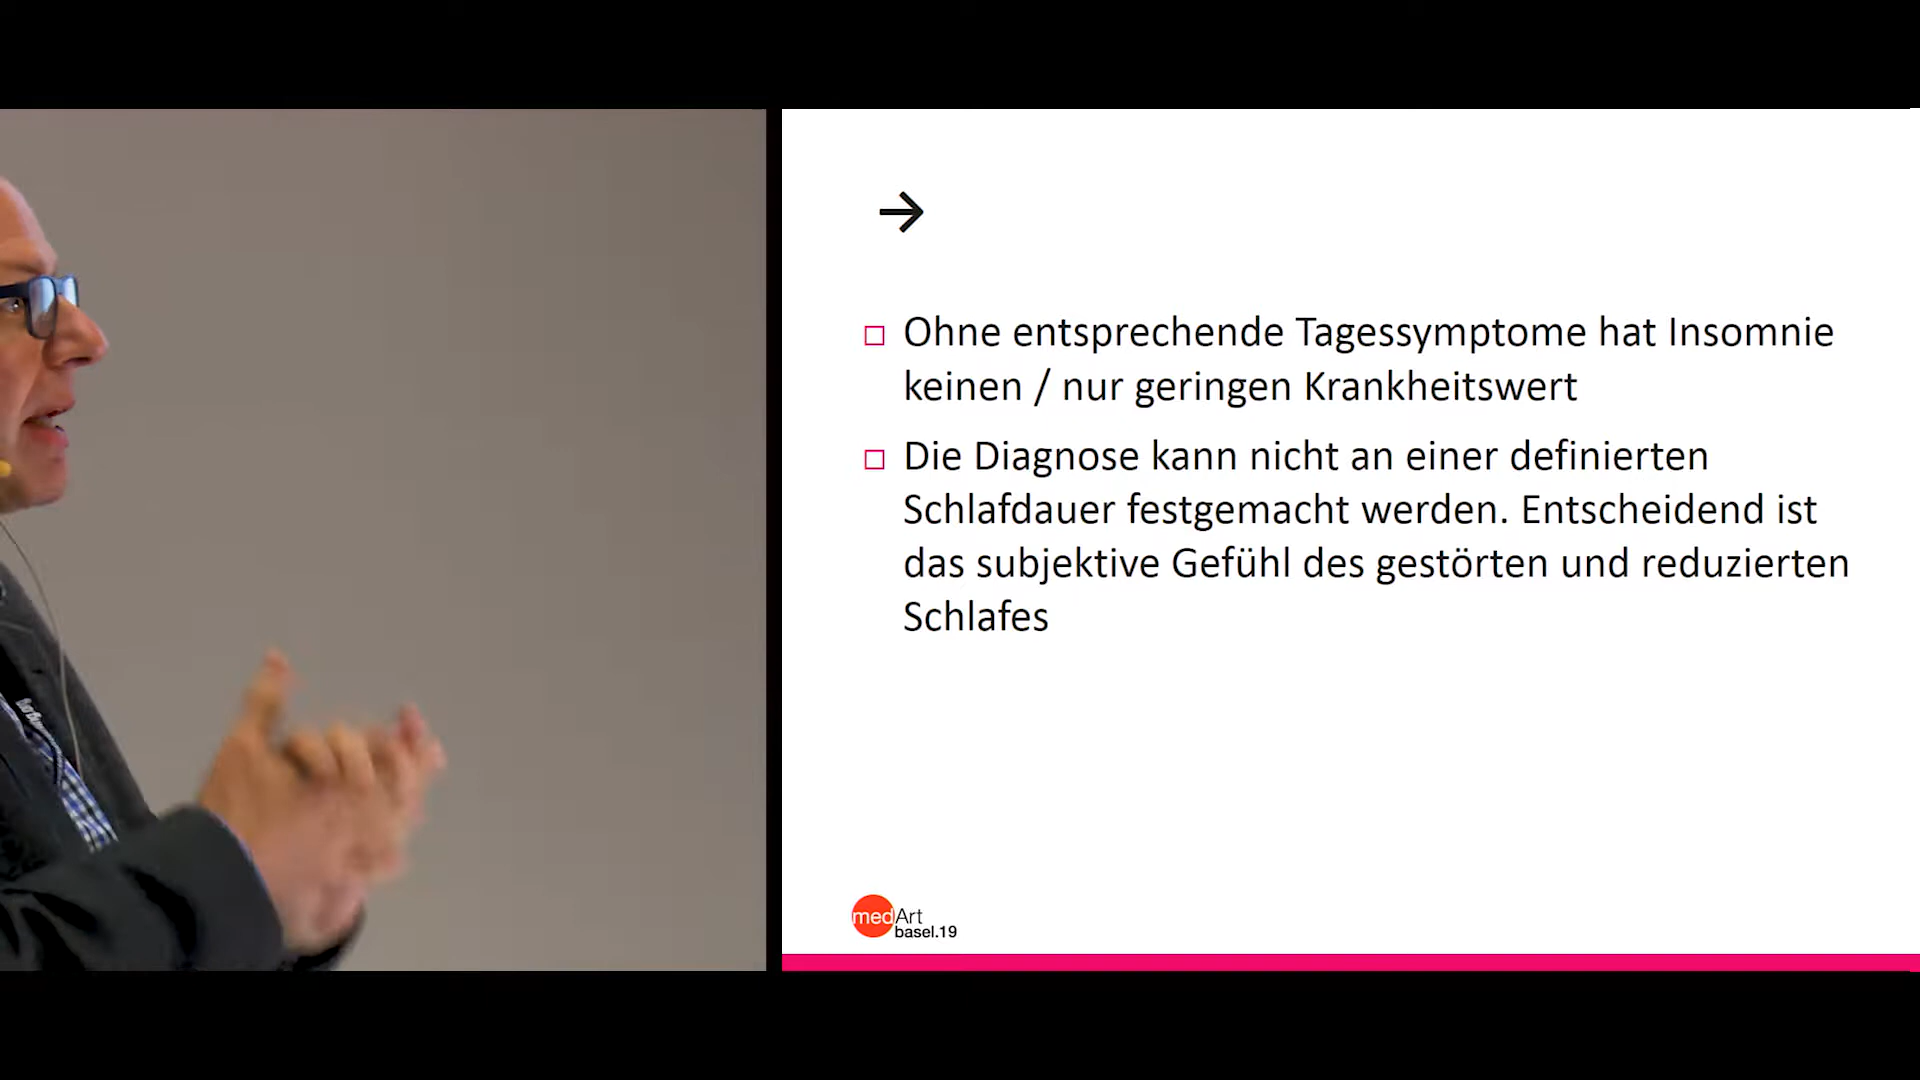 →
Ohne entsprechende Tagessymptome hat Insomnie
keinen / nur geringen Krankheitswert
Die Diagnose kann nicht an einer definierten
Schlafdauer festgemacht werden. Entscheidend ist
das subjektive Gefühl des gestörten und reduzierten
Schlafes
medArt
basel.19